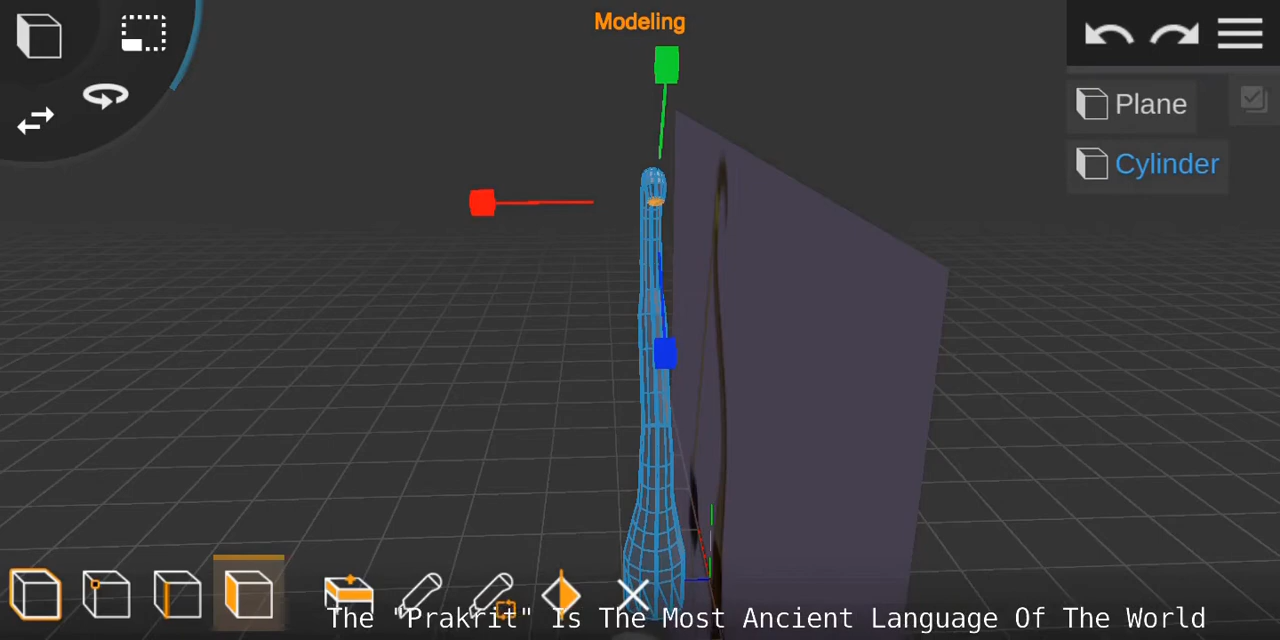 Modeling
Plane
Cylinder
The "Prakrit" Is The Most Ancient Language Of The World